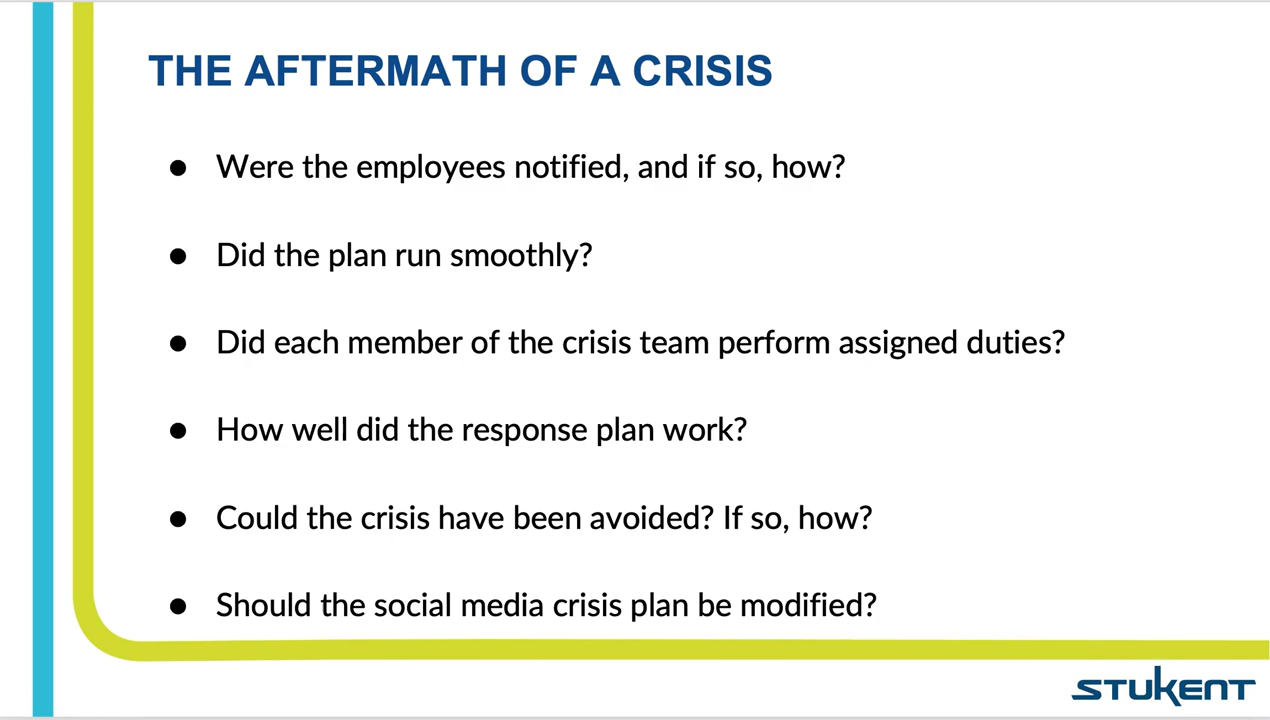 THE AFTERMATH OF A CRISIS
● Were the employees notified, and if so, how?
● Did the plan run smoothly?
● Did each member of the crisis team perform assigned duties?
● How well did the response plan work?
● Could the crisis have been avoided? If so, how?
● Should the social media crisis plan be modified?
STUKENT